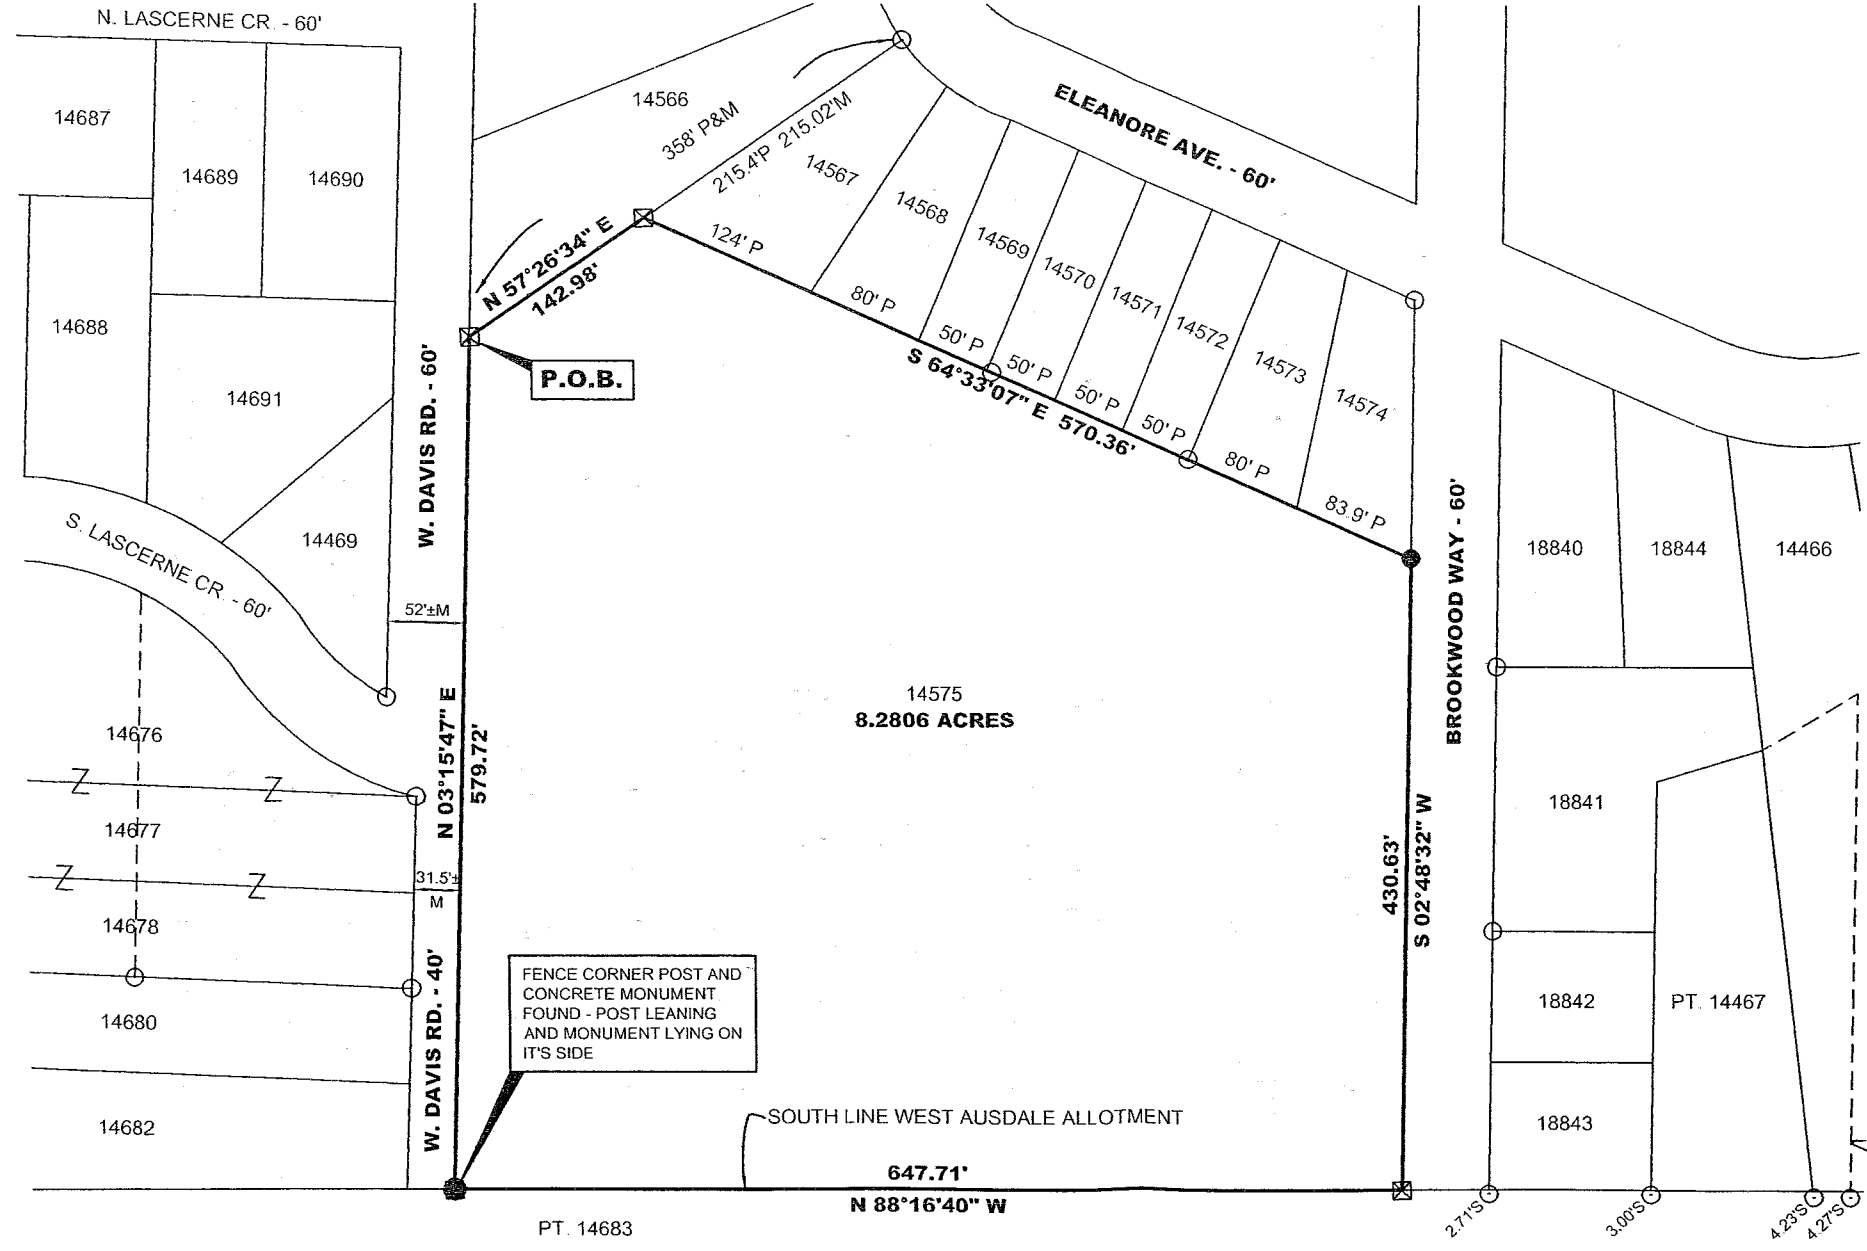 N. LASCERNE CR. - 60'
14687
14689
14690
14688
14691
14469
S. LASCERNE CR. - 60'
14676
Z
Z
14677
Z
Z
14678
14680
14682
W. DAVIS RD. - 60'
52'±M
N 03°15'47" E
579.72'
31.5'±
M
W. DAVIS RD. - 40'
14566
358' P&M
215.4'P 215.02'M
N 57°26'34" E
142.98'
P.O.B.
ELEANORE AVE. - 60'
14567
14568
14569
14570
14571
14572
14573
14574
124' P
80' P
50' P
50' P
50' P
50' P
80' P
83.9' P
S 64°33'07" E 570.36'
14575
8.2806 ACRES
BROOKWOOD WAY - 60'
430.63'
S 02°48'32" W
FENCE CORNER POST AND
CONCRETE MONUMENT
FOUND - POST LEANING
AND MONUMENT LYING ON
IT'S SIDE
SOUTH LINE WEST AUSDALE ALLOTMENT
647.71'
N 88°16'40" W
PT. 14683
18840
18844
14466
18841
18842
PT. 14467
18843
2.71'S
3.00'S
4.23'S
4.27'S